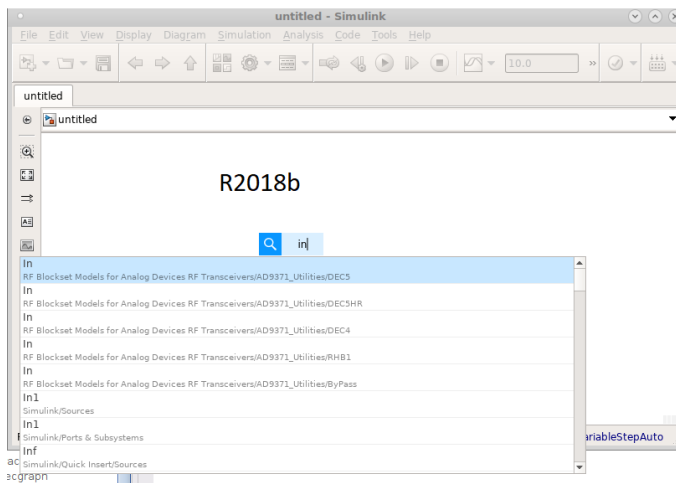 untitled - Simulink
File Edit View Display Diagram Simulation Analysis Code Tools Help
10.0 »
untitled
untitled
R2018b
in
In
RF Blockset Models for Analog Devices RF Transceivers/AD9371_Utilities/DEC5
In
RF Blockset Models for Analog Devices RF Transceivers/AD9371_Utilities/DEC5HR
In
RF Blockset Models for Analog Devices RF Transceivers/AD9371_Utilities/DEC4
In
RF Blockset Models for Analog Devices RF Transceivers/AD9371_Utilities/RHB1
In
RF Blockset Models for Analog Devices RF Transceivers/AD9371_Utilities/ByPass
In1
Simulink/Sources
In1
Simulink/Ports & Subsystems
ariableStepAuto
Inf
Simulink/Quick Insert/Sources
ac
ecgraph